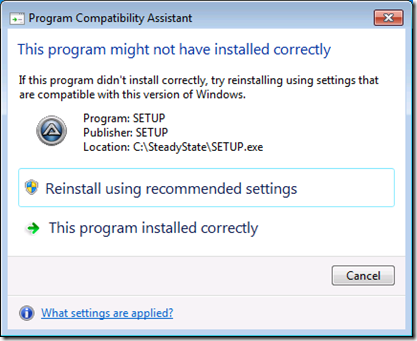 Program Compatibility Assistant
This program might not have installed correctly
If this program didn't install correctly, try reinstalling using settings that
are compatible with this version of Windows.
Program: SETUP
Publisher: SETUP
Location: C:\SteadyState\SETUP.exe
Reinstall using recommended settings
This program installed correctly
Cancel
What settings are applied?